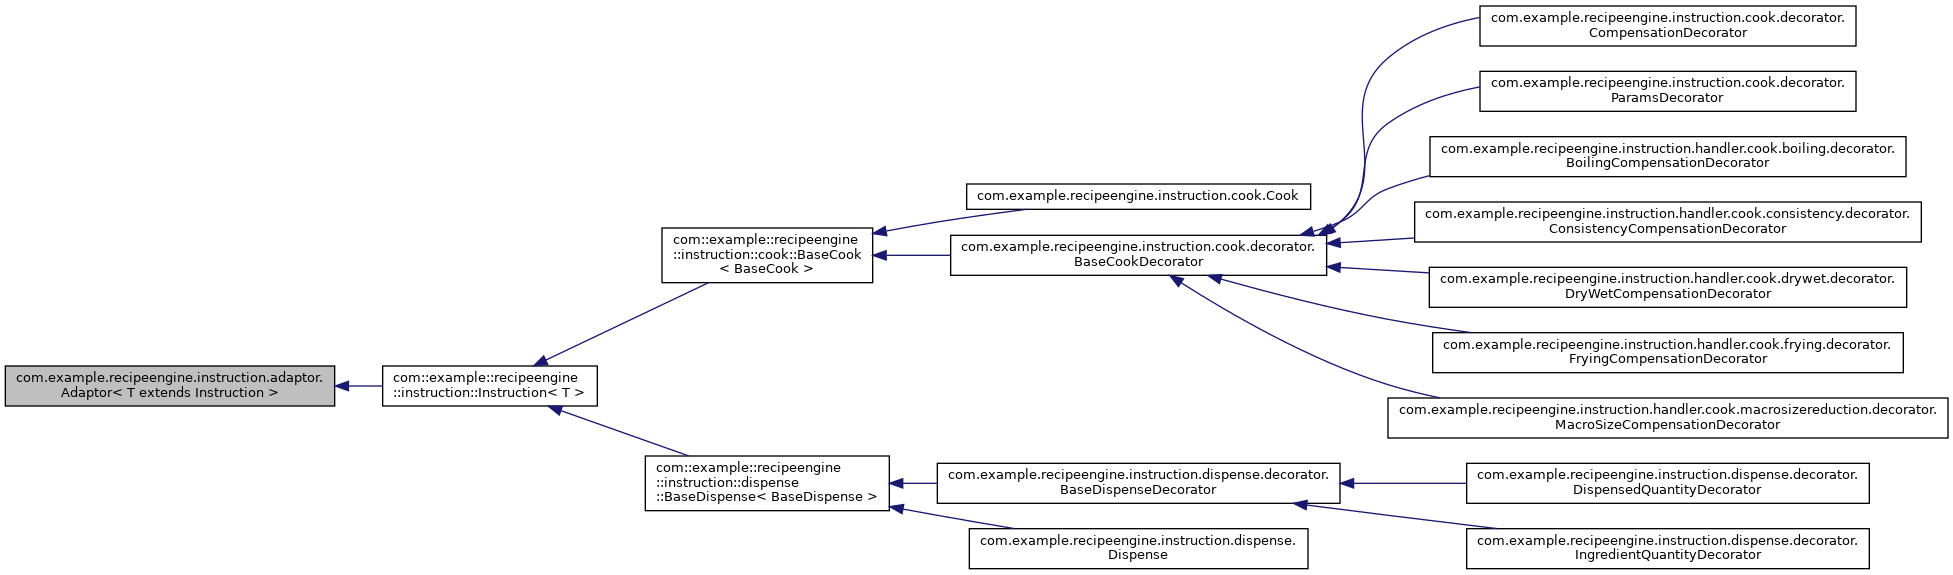 com.example.recipeengine.instruction.cook.decorator.
CompensationDecorator
com.example.recipeengine.instruction.cook.decorator.
ParamsDecorator
com.example.recipeengine.instruction.handler.cook.boiling.decorator.
BoilingCompensationDecorator
com.example.recipeengine.instruction.cook.Cook
com.example.recipeengine.instruction.handler.cook.consistency.decorator.
ConsistencyCompensationDecorator
com::example::recipeengine
::instruction::cook::BaseCook
< BaseCook >
com.example.recipeengine.instruction.cook.decorator.
BaseCookDecorator
com.example.recipeengine.instruction.handler.cook.drywet.decorator.
DryWetCompensationDecorator
com.example.recipeengine.instruction.handler.cook.frying.decorator.
FryingCompensationDecorator
com.example.recipeengine.instruction.adaptor.
Adaptor< T extends Instruction >
com::example::recipeengine
::instruction::Instruction< T >
com.example.recipeengine.instruction.handler.cook.macrosizereduction.decorator.
MacroSizeCompensationDecorator
com::example::recipeengine
::instruction::dispense
::BaseDispense< BaseDispense >
com.example.recipeengine.instruction.dispense.decorator.
BaseDispenseDecorator
com.example.recipeengine.instruction.dispense.decorator.
DispensedQuantityDecorator
com.example.recipeengine.instruction.dispense.
Dispense
com.example.recipeengine.instruction.dispense.decorator.
IngredientQuantityDecorator